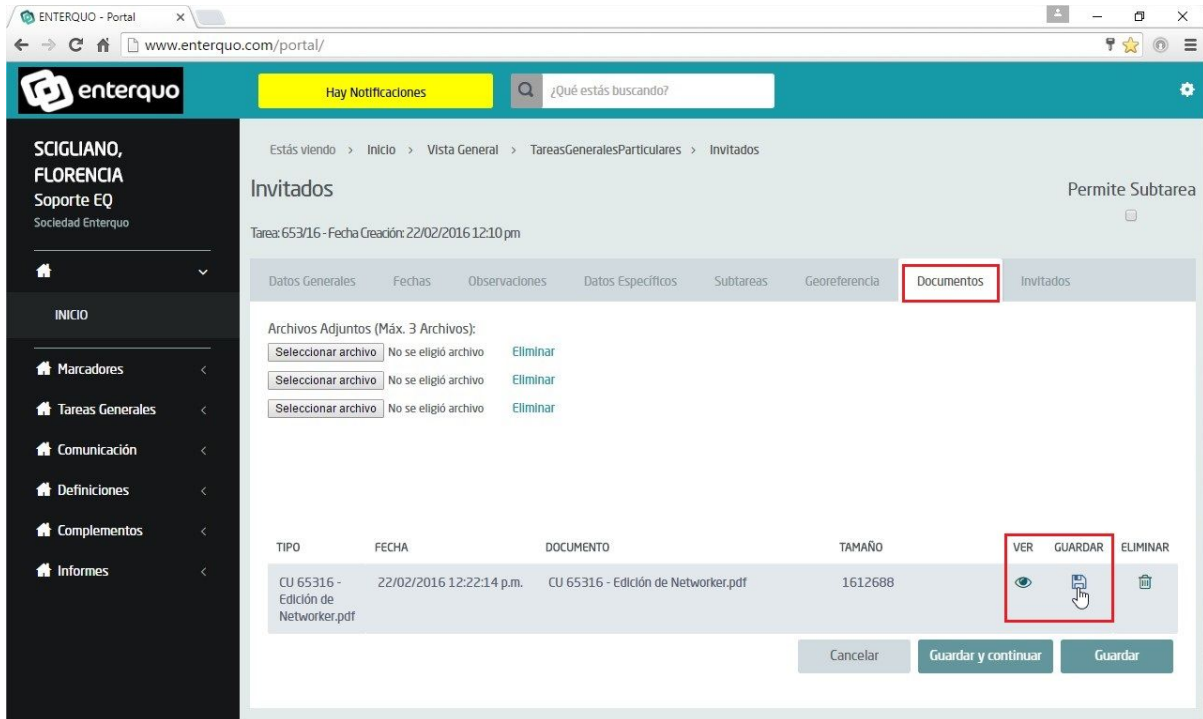 ENTERQUO - Portal
www.enterquo.com/portal/
enterquo
Hay Notificaciones
¿Qué estás buscando?
SCIGLIANO,
FLORENCIA
Soporte EQ
Sociedad Enterquo
INICIO
Marcadores
Tareas Generales
Comunicación
Definiciones
Complementos
Informes
Estás viendo > Inicio > Vista General > TareasGeneralesParticulares > Invitados
Invitados
Permite Subtarea
Tarea: 653/16 - Fecha Creación: 22/02/2016 12:10 pm
Datos Generales Fechas Observaciones Datos Específicos Subtareas Georeferencia Documentos Invitados
Archivos Adjuntos (Máx. 3 Archivos):
Seleccionar archivo No se eligió archivo Eliminar
Seleccionar archivo No se eligió archivo Eliminar
Seleccionar archivo No se eligió archivo Eliminar
TIPO FECHA DOCUMENTO TAMAÑO VER GUARDAR ELIMINAR
CU 65316 - 22/02/2016 12:22:14 p.m. CU 65316 - Edición de Networker.pdf 1612688
Edición de
Networker.pdf
Cancelar Guardar y continuar Guardar